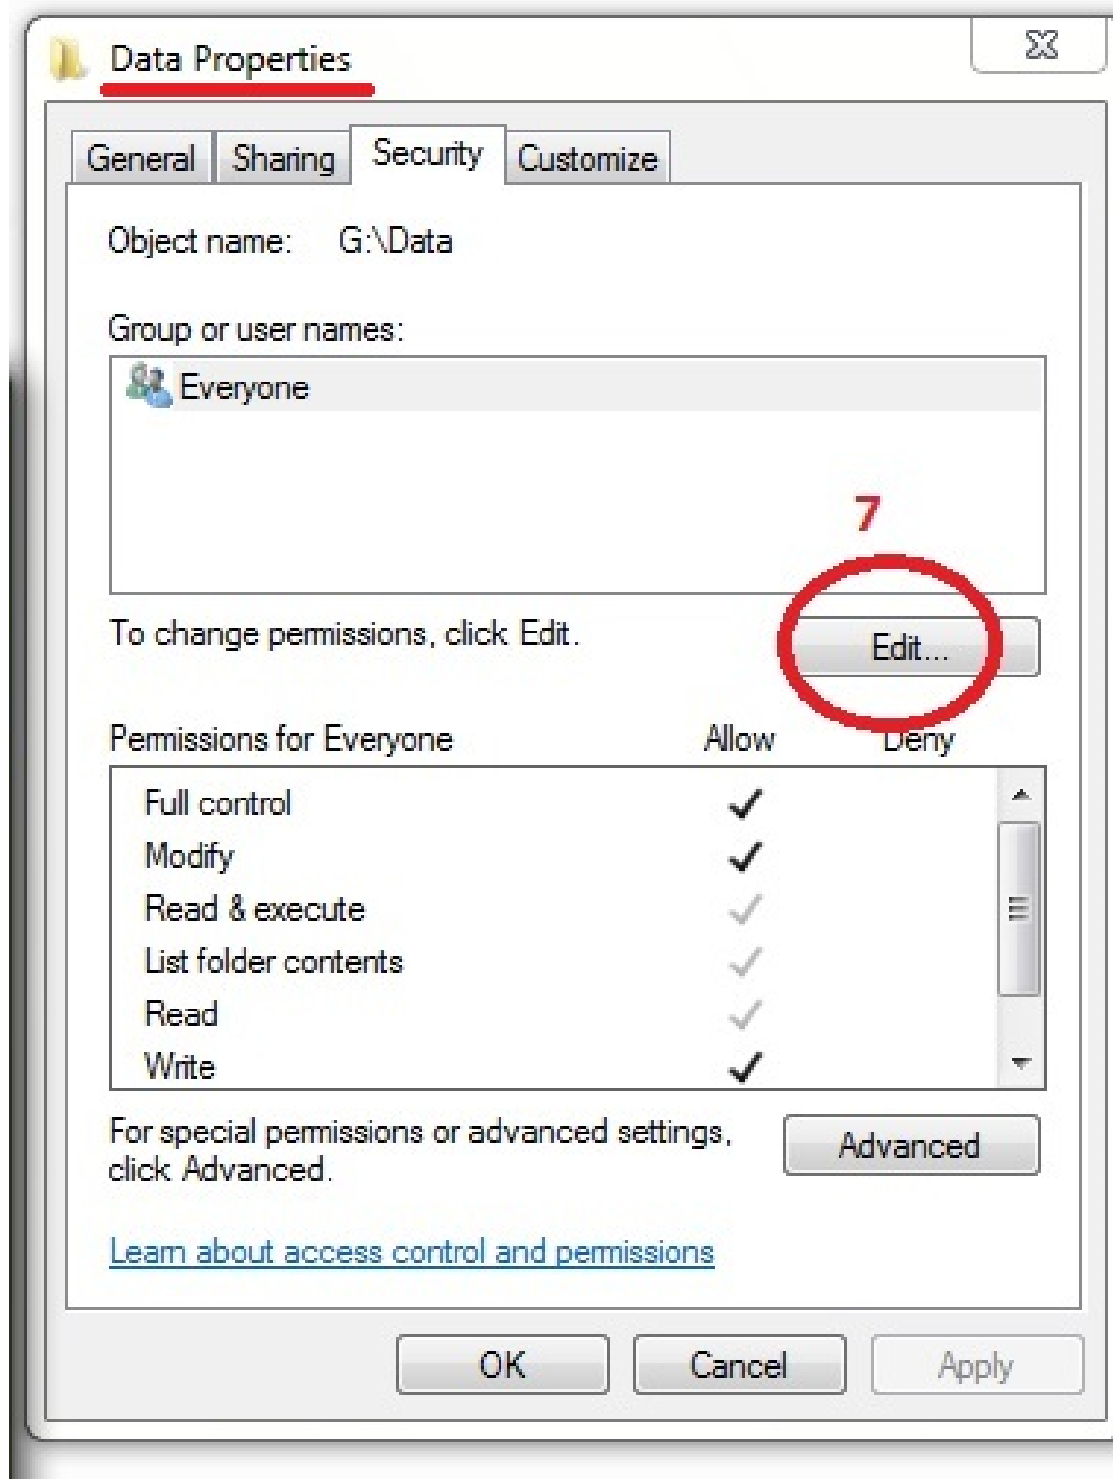 Data Properties
General Sharing Security Customize
Object name: G:\Data
Group or user names:
Everyone
7
To change permissions, click Edit.
Edit...
Permissions for Everyone Allow Deny
Full control
Modify
Read & execute
List folder contents
Read
Write
For special permissions or advanced settings,
click Advanced.
Advanced
Learn about access control and permissions
OK Cancel Apply